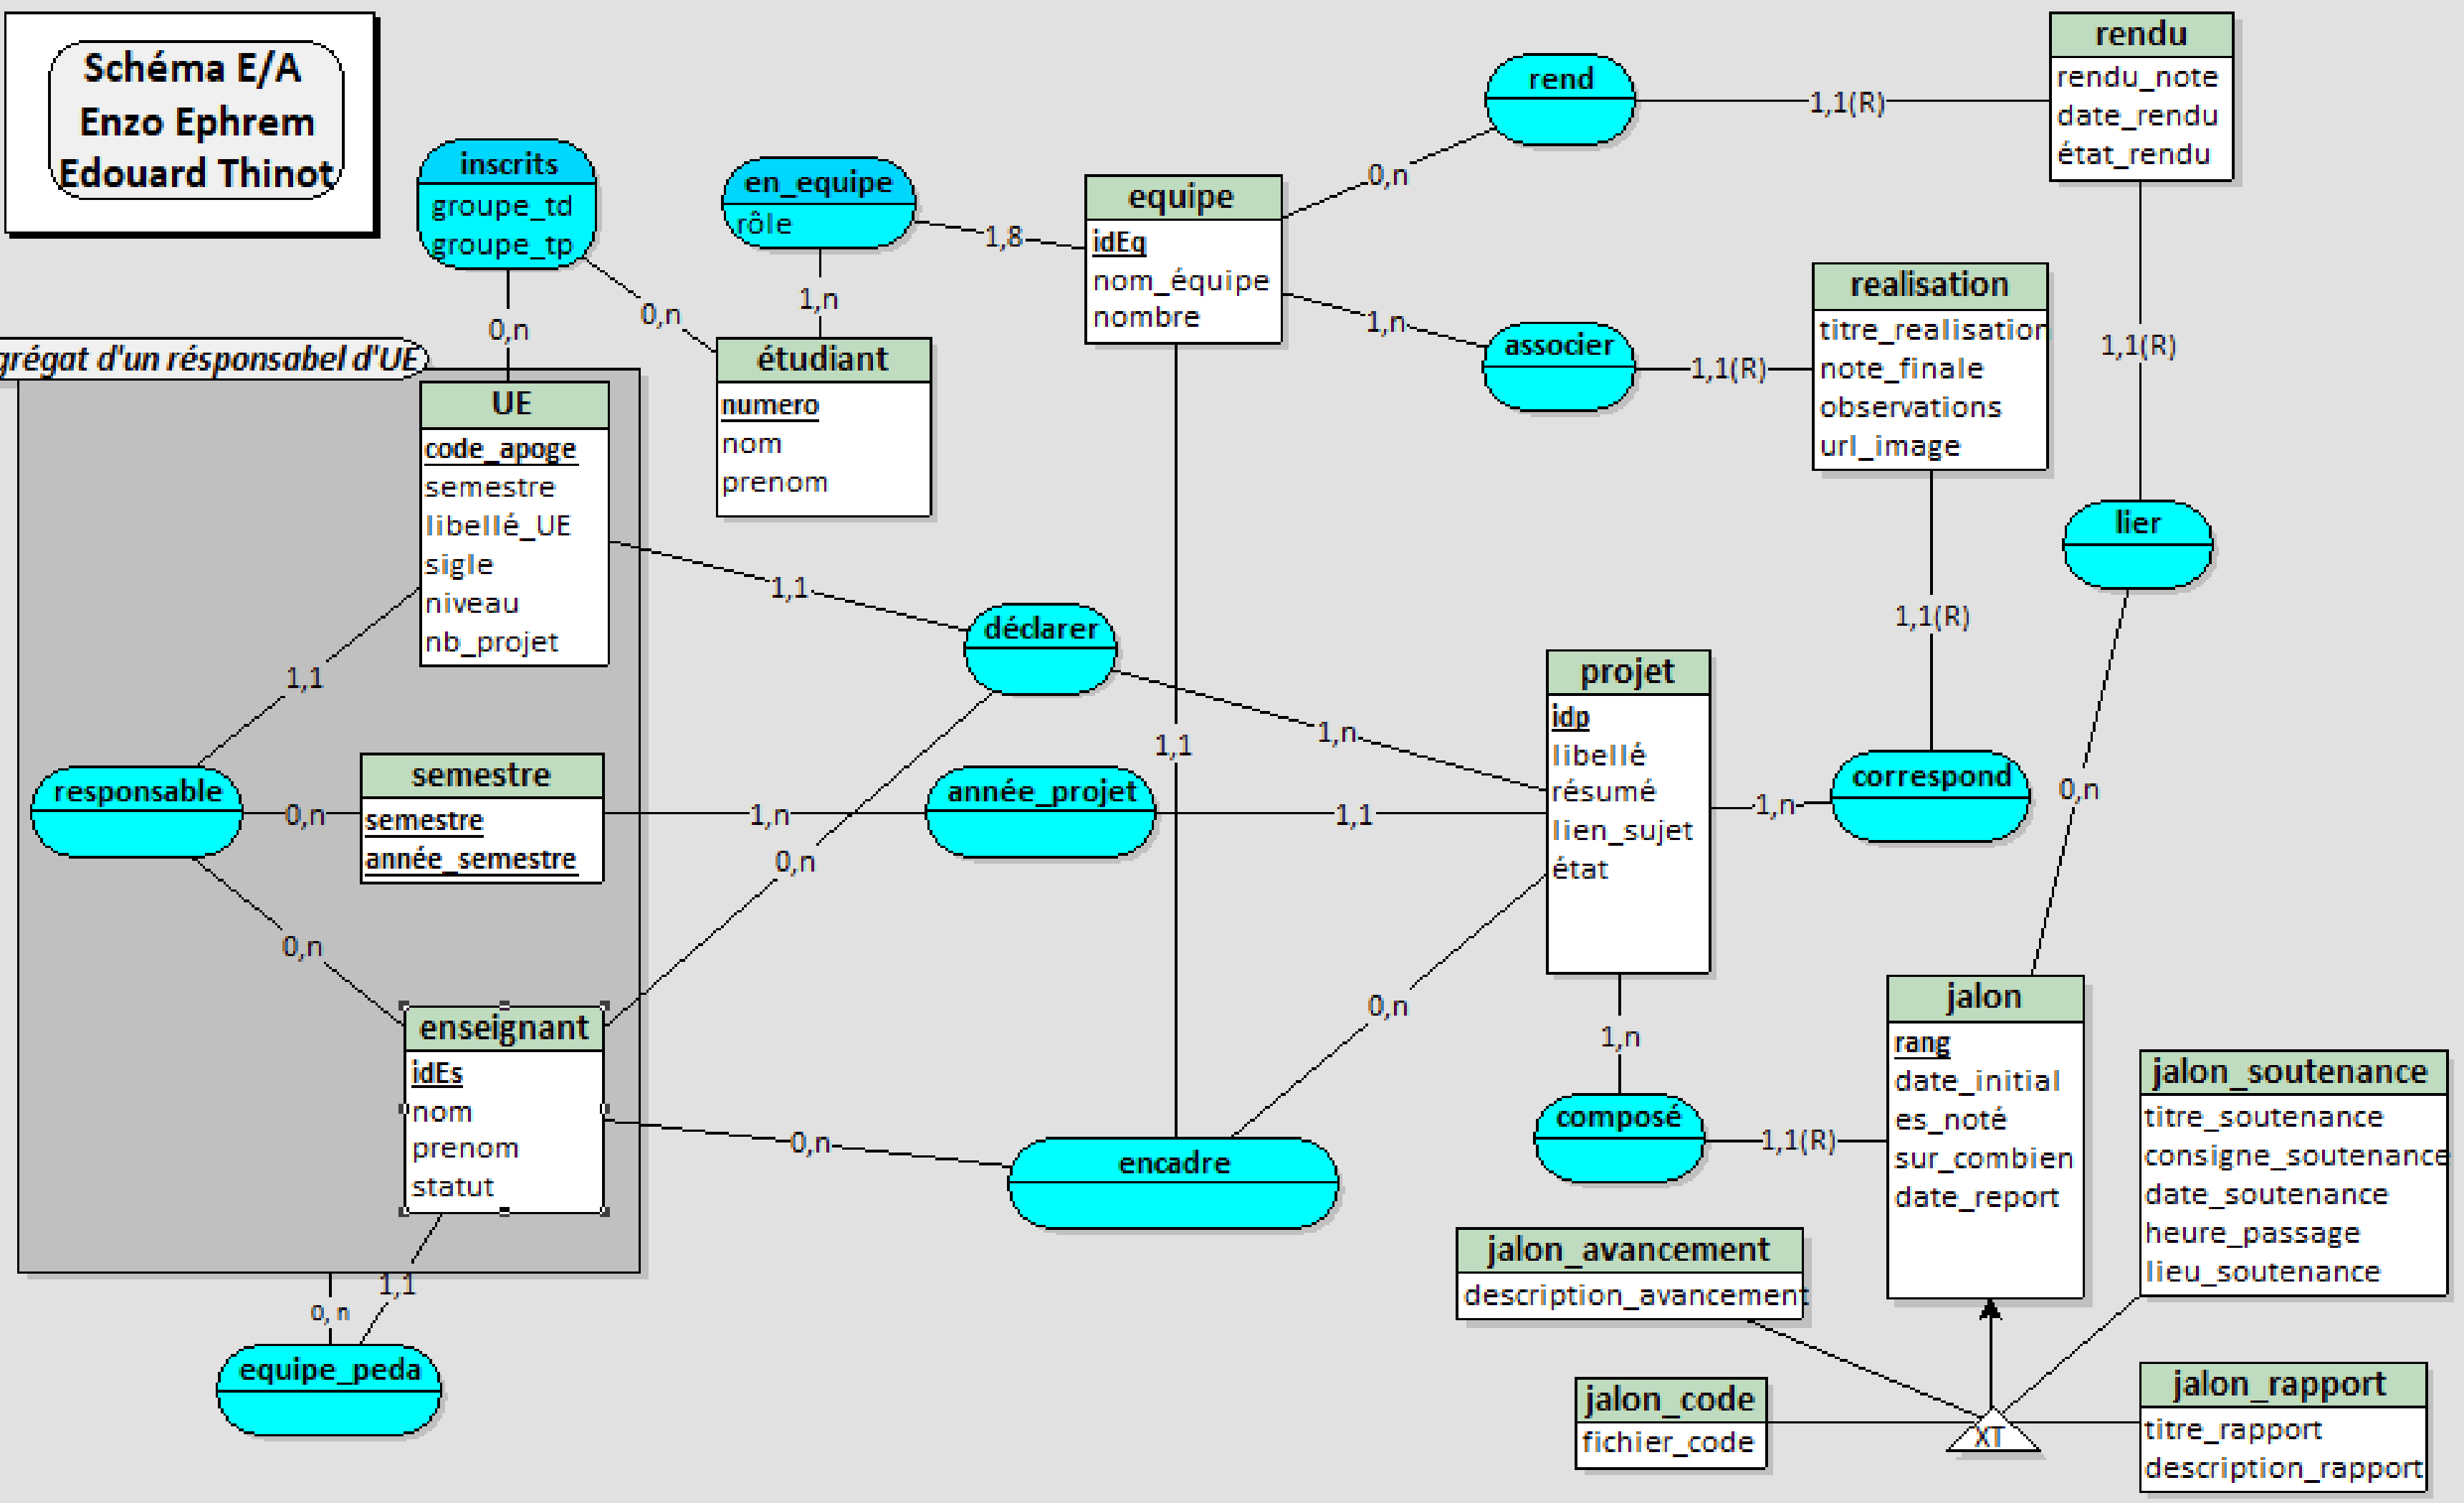 Schéma E/A
Enzo Ephrem
Edouard Thinot
inscrits
groupe_td
groupe_tp
en_equipe
rôle
equipe
idEq
nom_équipe
nombre
rend
rendu
rendu_note
date_rendu
état_rendu
1,1(R)
0,n
1,8
1,n
0,n
0,n
1,n
associer
1,1(R)
realisation
titre_realisation
note_finale
observations
url_image
1,1(R)
grégat d'un résponsabel d'UE
UE
code_apoge
semestre
libellé_UE
sigle
niveau
nb_projet
étudiant
numero
nom
prenom
lier
1,1
déclarer
1,1(R)
1,1
1,n
1,1
projet
idp
libellé
résumé
lien_sujet
état
responsable
0,n
semestre
semestre
année_semestre
1,n
année_projet
1,1
1,n
correspond
0,n
0,n
0,n
0,n
enseignant
idEs
nom
prenom
statut
0,n
encadre
1,n
composé
1,1(R)
jalon
rang
date_initial
es_noté
sur_combien
date_report
jalon_soutenance
titre_soutenance
consigne_soutenance
date_soutenance
heure_passage
lieu_soutenance
jalon_avancement
description_avancement
1,1
0, n
equipe_peda
jalon_code
fichier_code
XT
jalon_rapport
titre_rapport
description_rapport